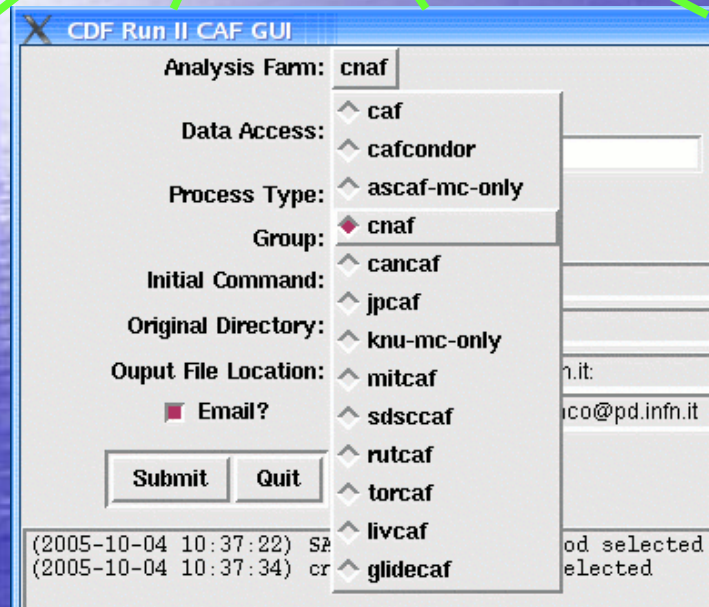 CDF Run II CAF GUI
Analysis Farm: cnaf
caf
Data Access:
cafcondor
ascaf-mc-only
Process Type:
cnaf
Group:
cancaf
Initial Command:
jpcaf
Original Directory:
knu-mc-only
Ouput File Location:
mitcaf n.it:
Email?
sdsccaf co@pd.infn.it
rutcaf
Submit Quit
torcaf
livcaf
(2005-10-04 10:37:22) SA od selected
(2005-10-04 10:37:34) cr elected
glidecaf